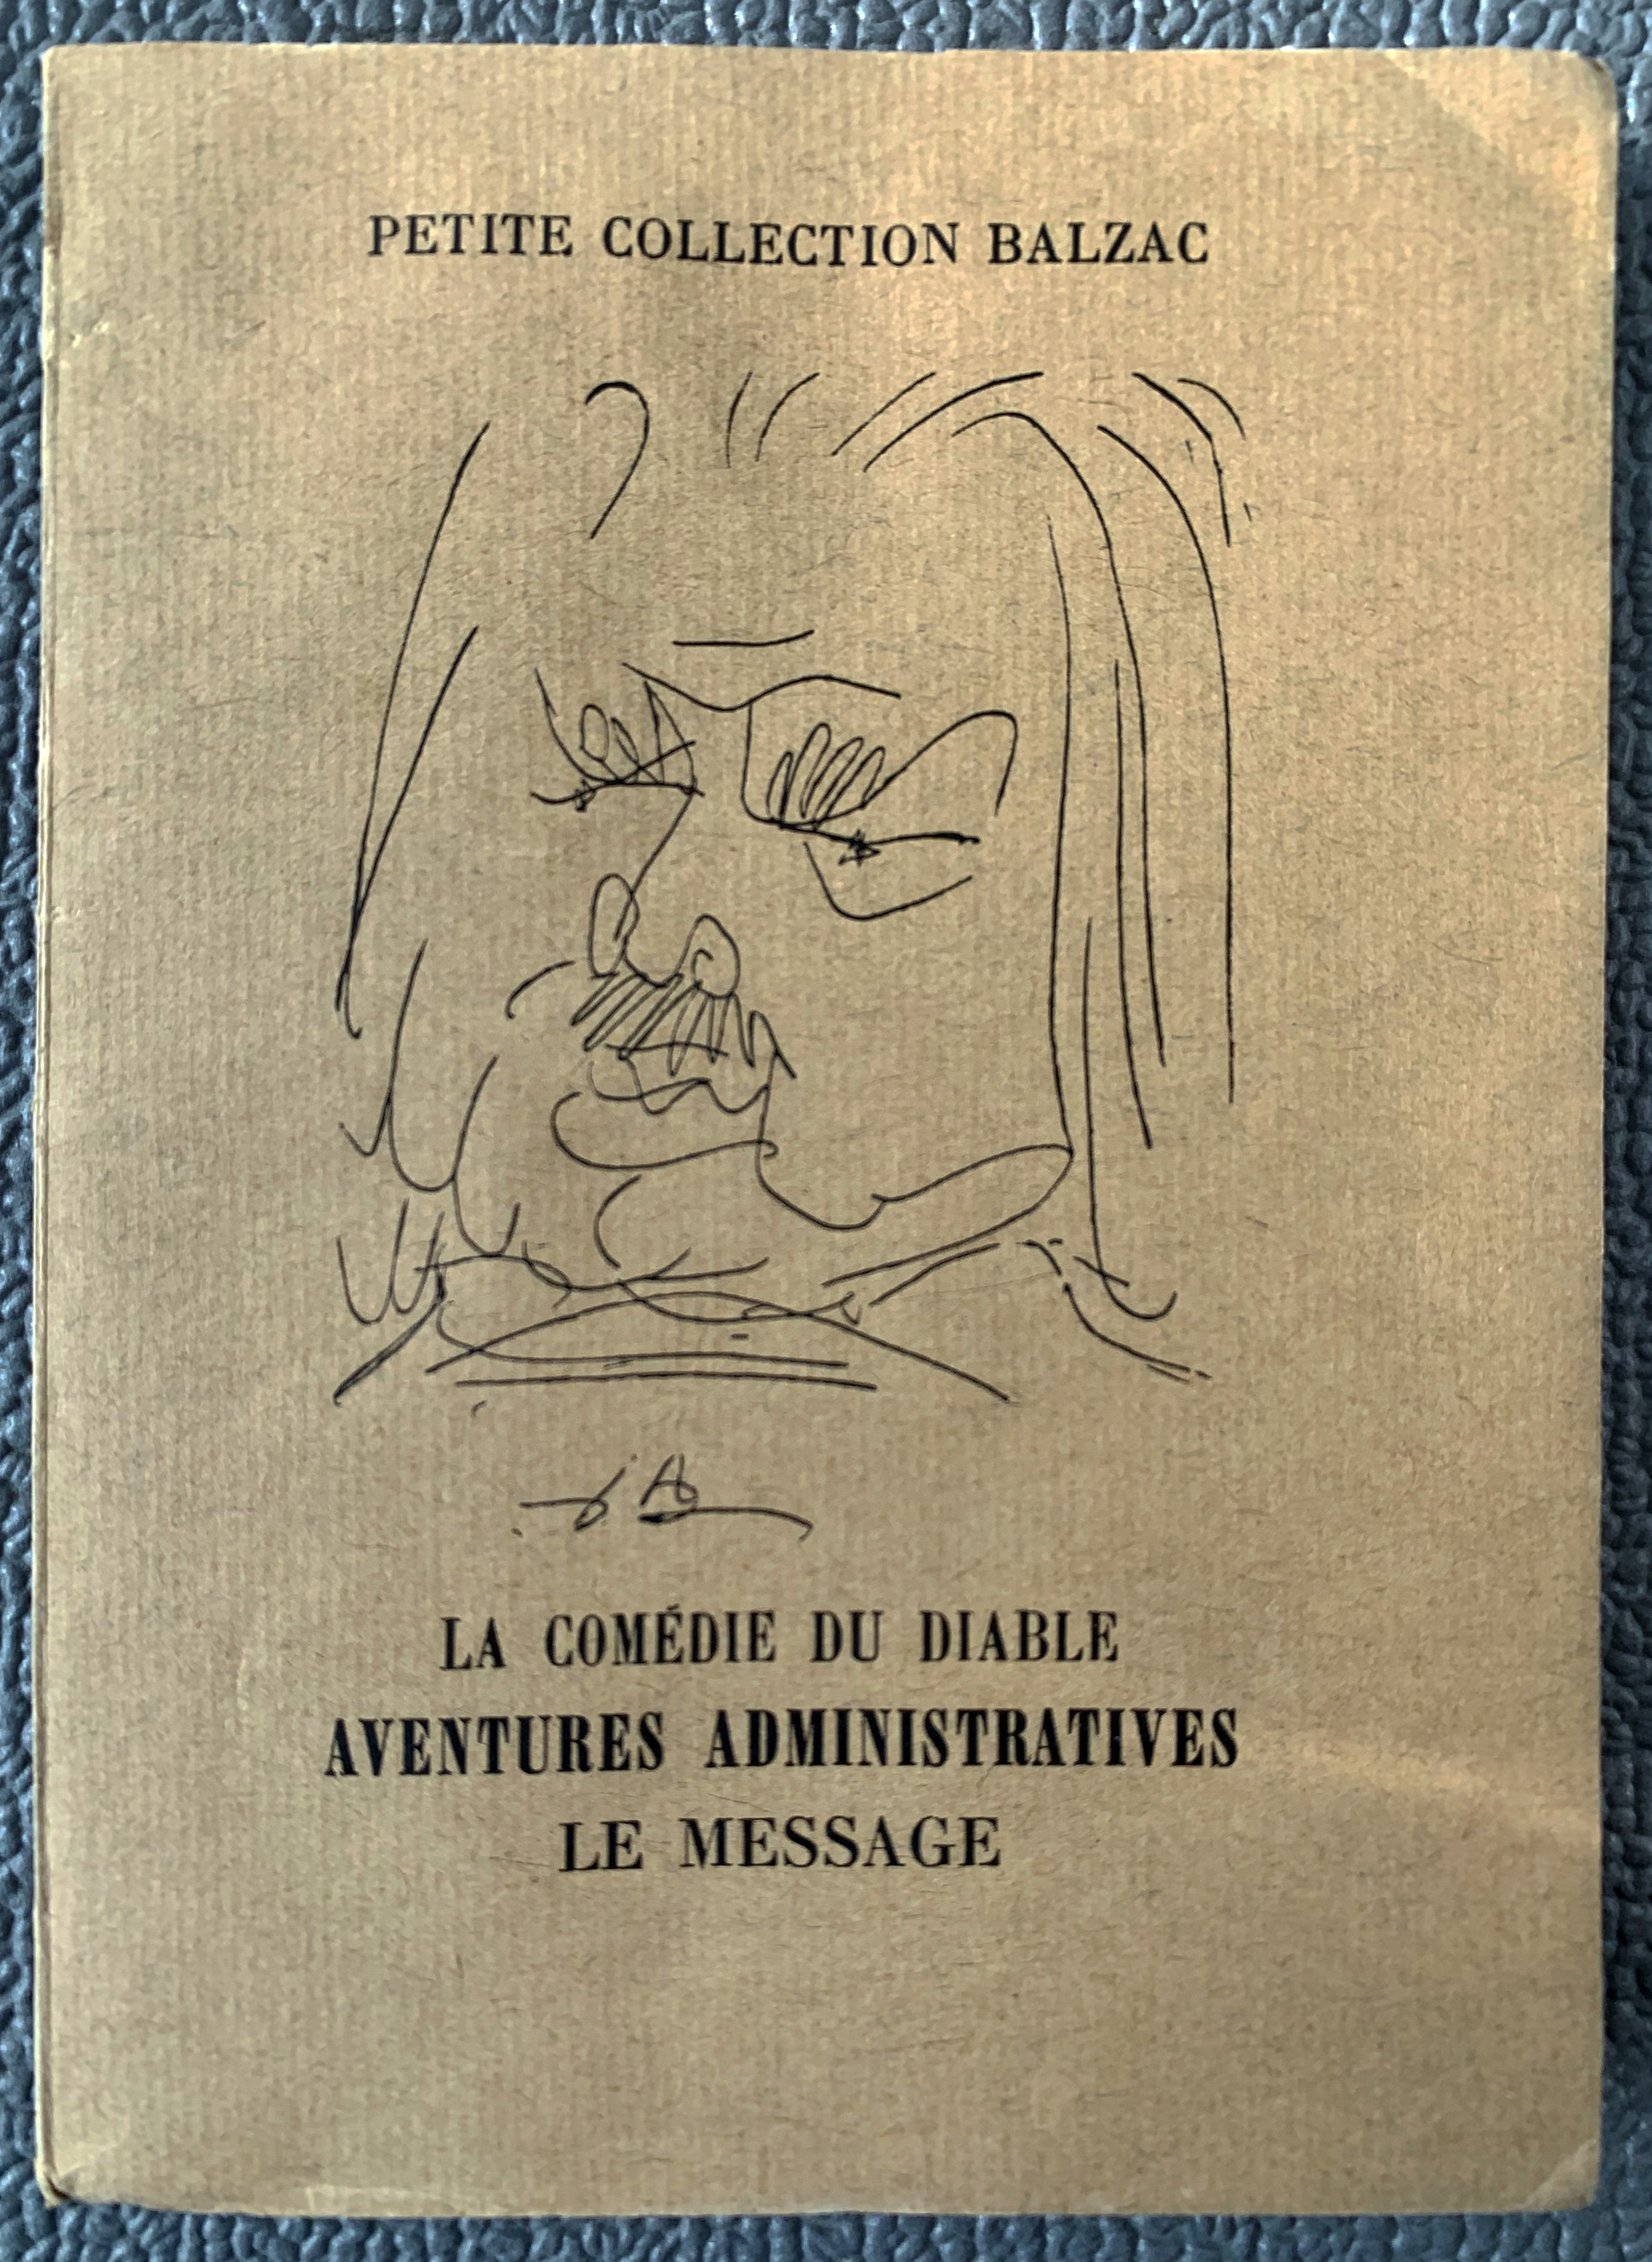 PETITE COLLECTION BALZAC
LA COMÉDIE DU DIABLE
AVENTURES ADMINISTRATIVES
LE MESSAGE